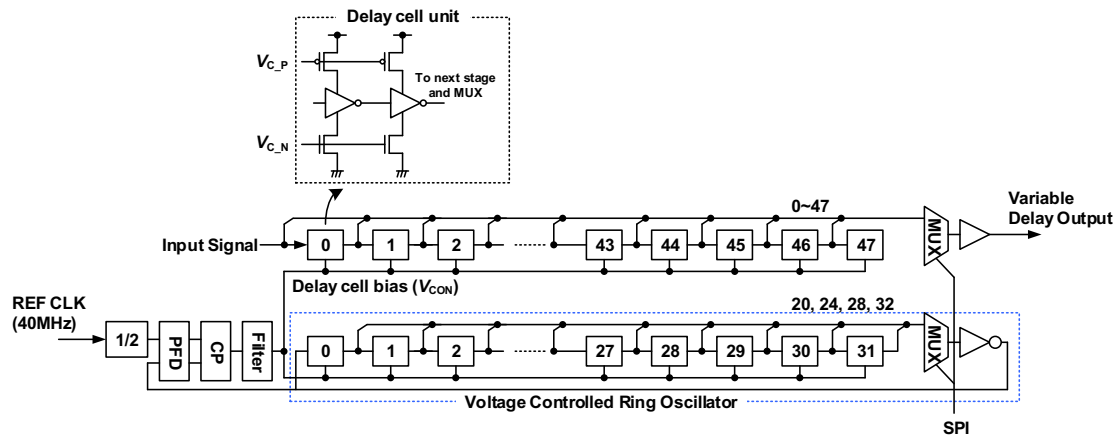 Delay cell unit
V_C_P
To next stage
and MUX
V_C_N
0~47
Variable
Delay Output
Input Signal
0 1 2 43 44 45 46 47
MUX
Delay cell bias (V_CON)
REF CLK
(40MHz)
20, 24, 28, 32
1/2
PFD
CP
Filter
0 1 2 27 28 29 30 31
MUX
Voltage Controlled Ring Oscillator
SPI